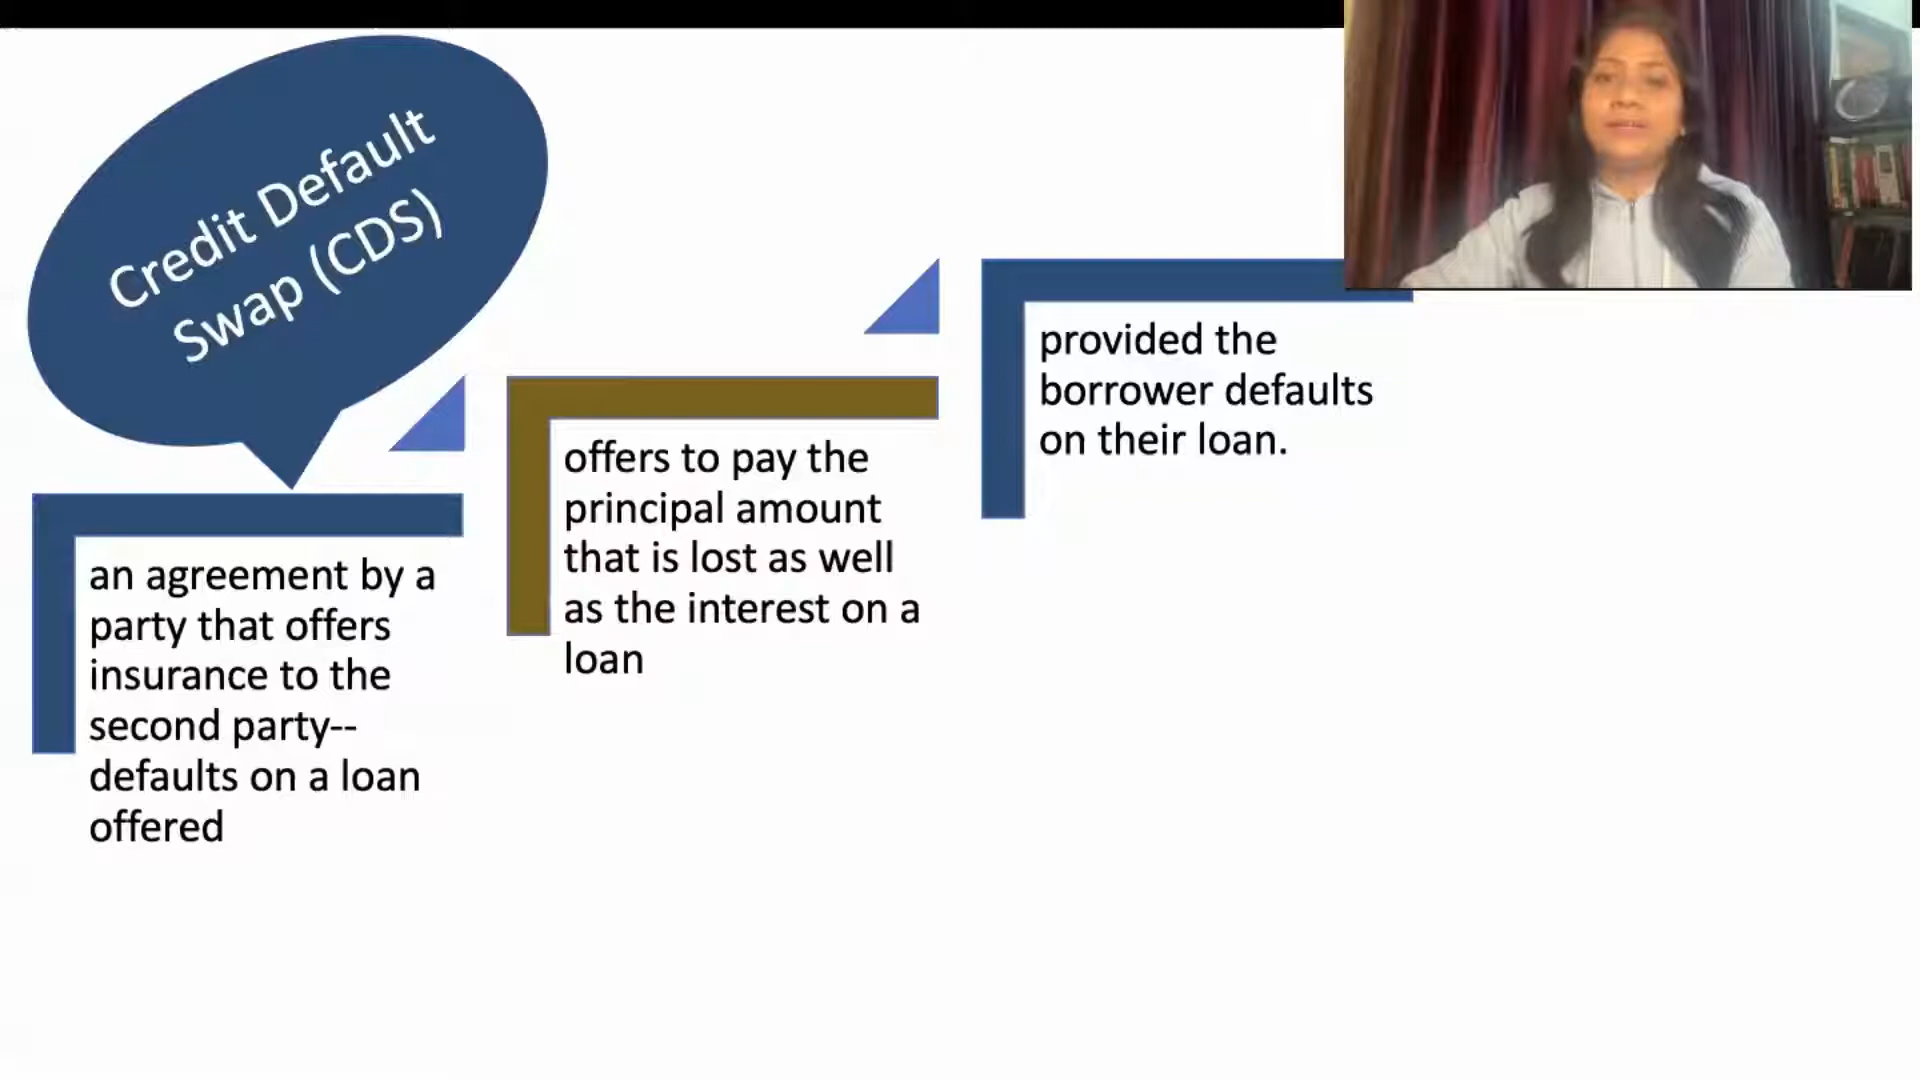 Credit Default
Swap (CDS)
an agreement by a
party that offers
insurance to the
second party--
defaults on a loan
offered
offers to pay the
principal amount
that is lost as well
as the interest on a
loan
provided the
borrower defaults
on their loan.